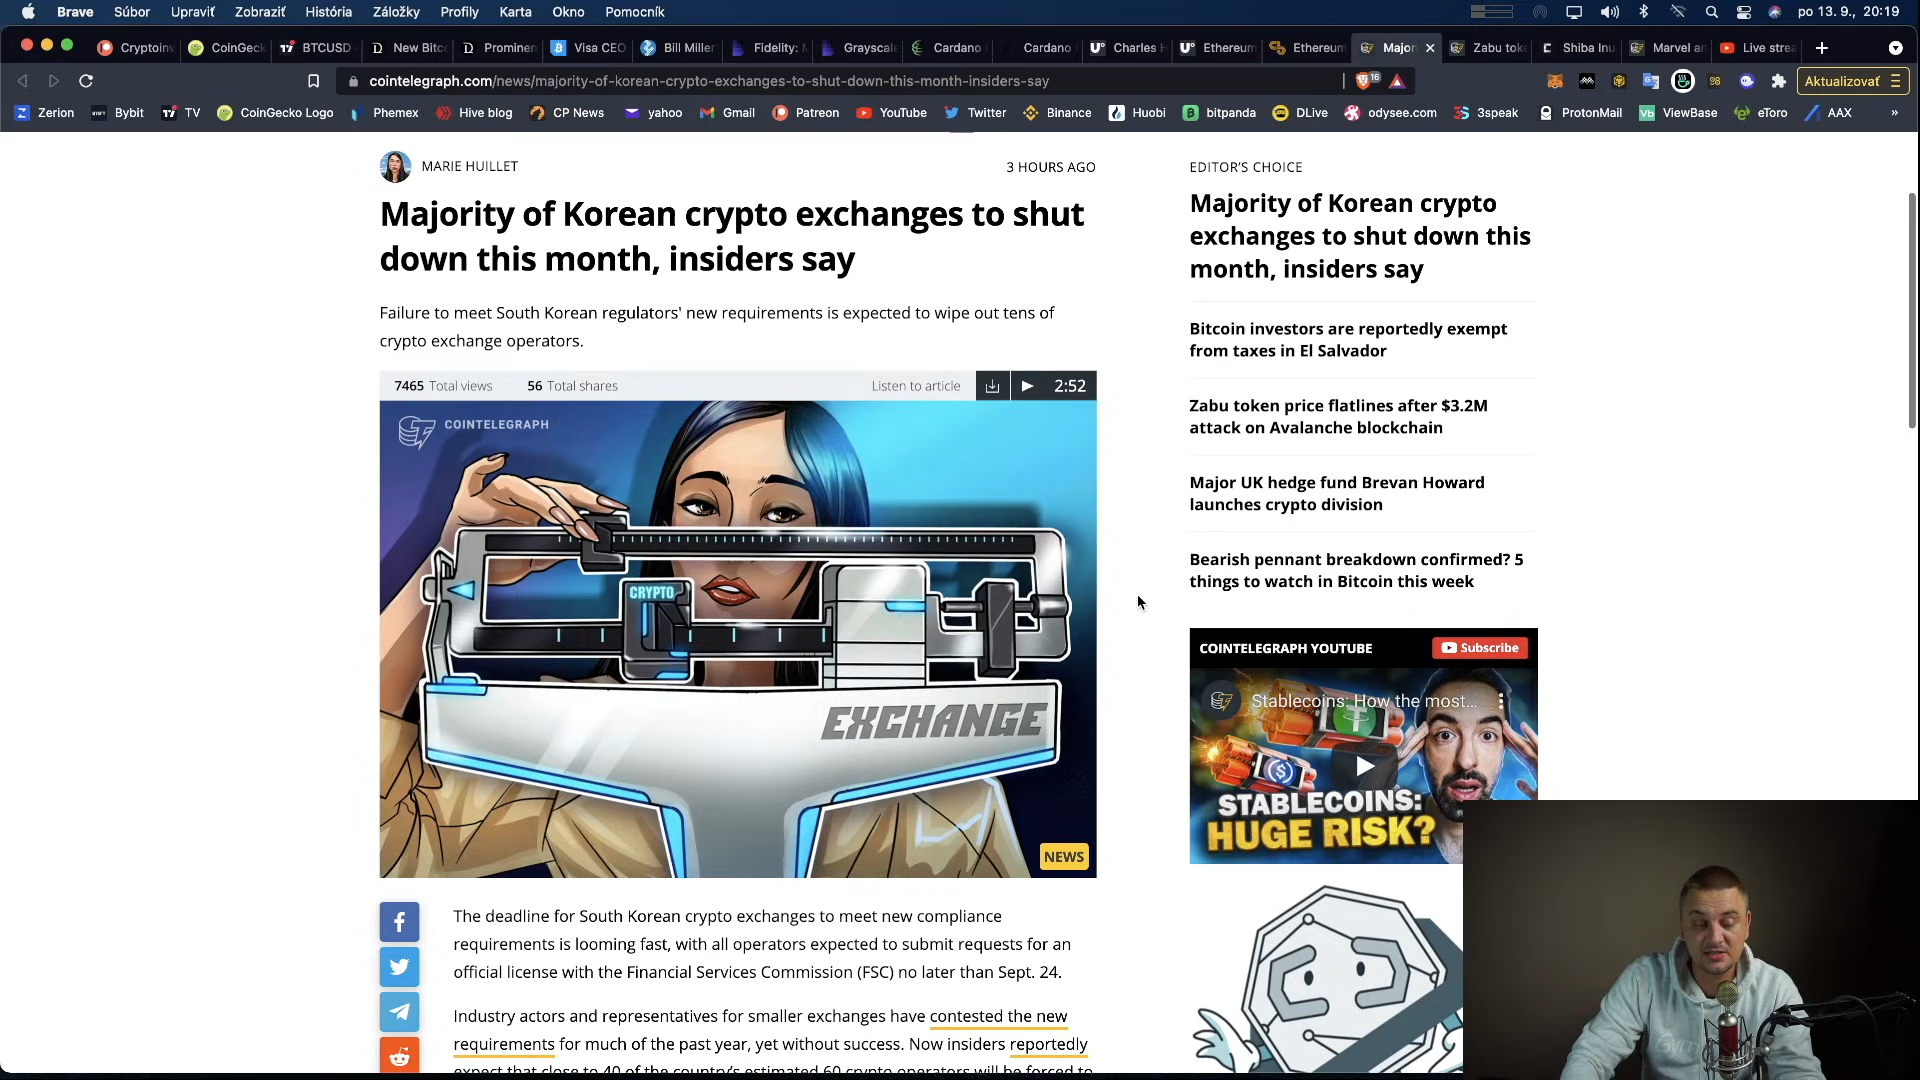 Brave Súbor Upraviť Zobraziť História Záložky Profily Karta Okno Pomocník po 13. 9., 20:19
Cryptoinv CoinGeck BTCUSD New Bitco Prominen Visa CEO Bill Miller Fidelity: M Grayscale Cardano Cardano Charles H Ethereum Ethereum Major Zabu tok Shiba Inu Marvel an Live strea
cointelegraph.com/news/majority-of-korean-crypto-exchanges-to-shut-down-this-month-insiders-say 16 Aktualizovať
Zerion Bybit TV CoinGecko Logo Phemex Hive blog CP News yahoo Gmail Patreon YouTube Twitter Binance Huobi bitpanda DLive odysee.com 3speak ProtonMail ViewBase eToro AAX »
MARIE HUILLET 3 HOURS AGO
Majority of Korean crypto exchanges to shut
down this month, insiders say
Failure to meet South Korean regulators' new requirements is expected to wipe out tens of
crypto exchange operators.
7465 Total views 56 Total shares Listen to article 2:52
COINTELEGRAPH
CRYPTO
EXCHANGE
NEWS
The deadline for South Korean crypto exchanges to meet new compliance
requirements is looming fast, with all operators expected to submit requests for an
official license with the Financial Services Commission (FSC) no later than Sept. 24.
Industry actors and representatives for smaller exchanges have contested the new
requirements for much of the past year, yet without success. Now insiders reportedly
expect that close to 40 of the country's estimated 60 crypto operators will be forced to
EDITOR'S CHOICE
Majority of Korean crypto
exchanges to shut down this
month, insiders say
Bitcoin investors are reportedly exempt
from taxes in El Salvador
Zabu token price flatlines after $3.2M
attack on Avalanche blockchain
Major UK hedge fund Brevan Howard
launches crypto division
Bearish pennant breakdown confirmed? 5
things to watch in Bitcoin this week
COINTELEGRAPH YOUTUBE Subscribe
Stablecoins: How the most...
STABLECOINS:
HUGE RISK?